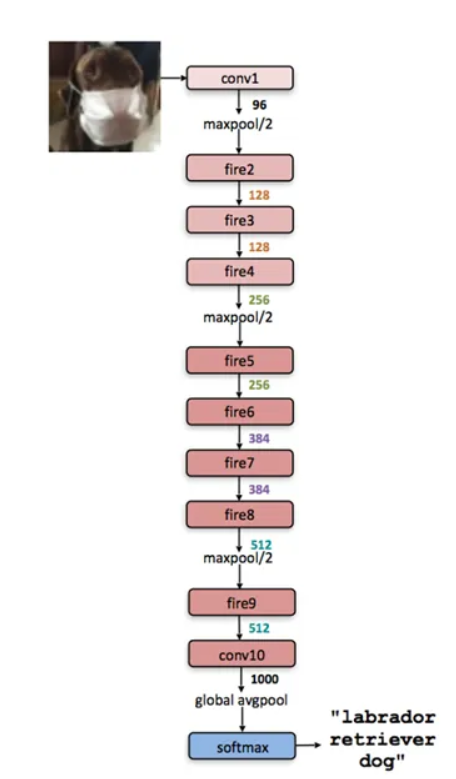 conv1
96
maxpool/2
fire2
128
fire3
128
fire4
256
maxpool/2
fire5
256
fire6
384
fire7
384
fire8
512
maxpool/2
fire9
512
conv10
1000
global avgpool
softmax
"labrador
retriever
dog"